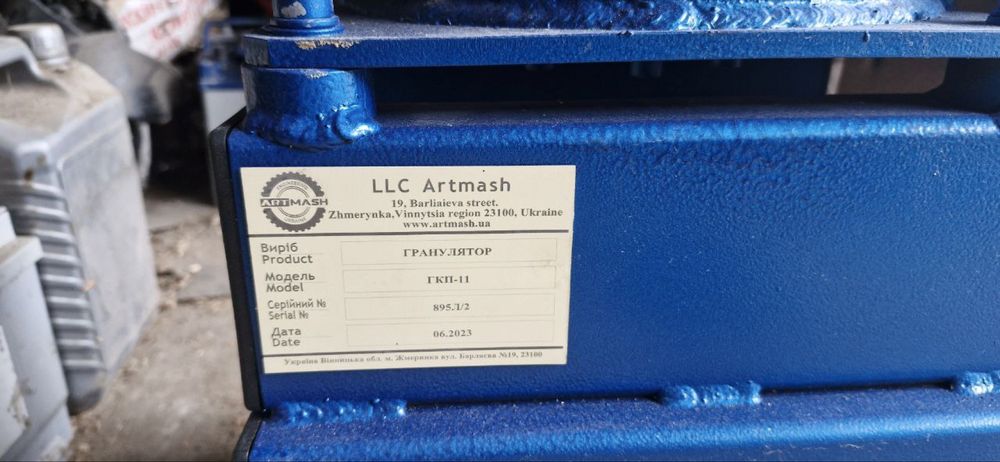 ENGINEERING
ARTMASH
UKRAINE
LLC Artmash
19, Barliaieva street.
Zhmerynka,Vinnytsia region 23100, Ukraine
www.artmash.ua
Виріб
Product
ГРАНУЛЯТОР
Модель
Model
ГКП-11
Серійний №
Serial №
895.Л/2
Дата
Date
06.2023
Україна Вінницька обл. м. Жмеринка вул. Барляєва №19, 23100